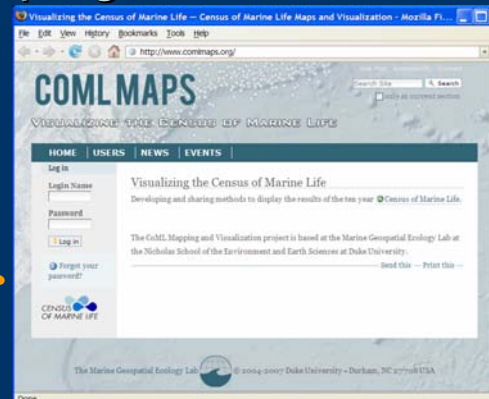 Visualizing the Census of Marine Life — Census of Marine Life Maps and Visualization - Mozilla Fi...
File Edit View History Bookmarks Tools Help
http://www.comlmaps.org/
COML MAPS
VISUALIZING THE CENSUS OF MARINE LIFE
Search Site
Search
only in current section
HOME USERS NEWS EVENTS
Log in
Login Name
Password
Log in
Forgot your
password?
CENSUS
OF MARINE LIFE
Visualizing the Census of Marine Life
Developing and sharing methods to display the results of the ten year Census of Marine Life.
The CoML Mapping and Visualization project is based at the Marine Geospatial Ecology Lab at
the Nicholas School of the Environment and Earth Sciences at Duke University.
Send this — Print this —
The Marine Geospatial Ecology Lab © 2004-2007 Duke University • Durham, NC 27708 USA
Done